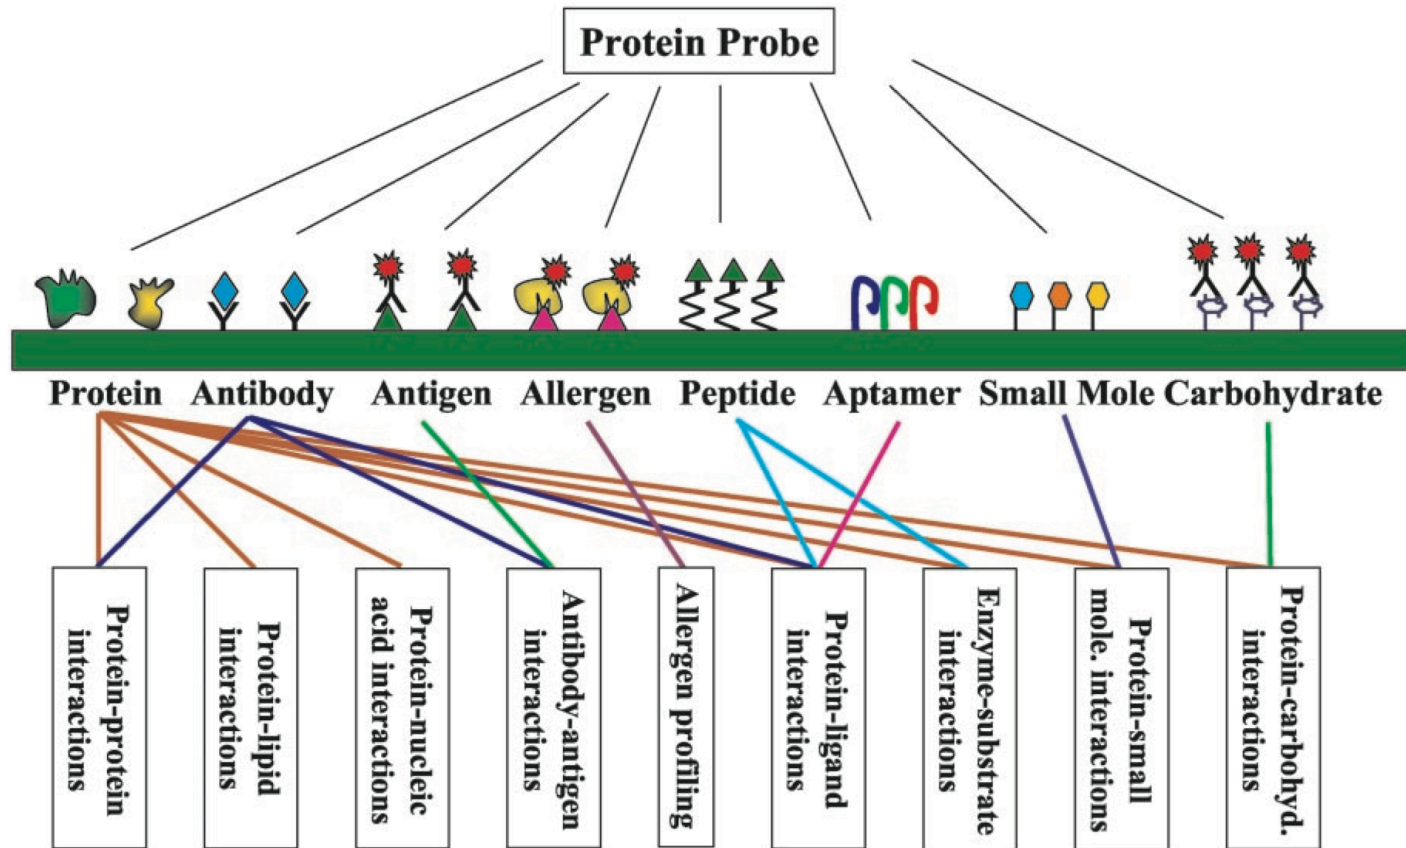 Protein Probe
Protein Antibody Antigen Allergen Peptide Aptamer Small Mole Carbohydrate
Protein-protein
interactions
Protein-lipid
interactions
Protein-nucleic
acid interactions
Antibody-antigen
interactions
Allergen profiling
Protein-ligand
interactions
Enzyme-substrate
interactions
Protein-small
mole. interactions
Protein-carbohyd.
interactions